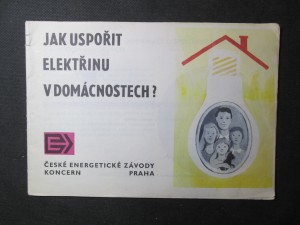 JAK USPOŘIT
ELEKTŘINU
V DOMÁCNOSTECH?
ČESKÉ ENERGETICKÉ ZÁVODY
KONCERN PRAHA